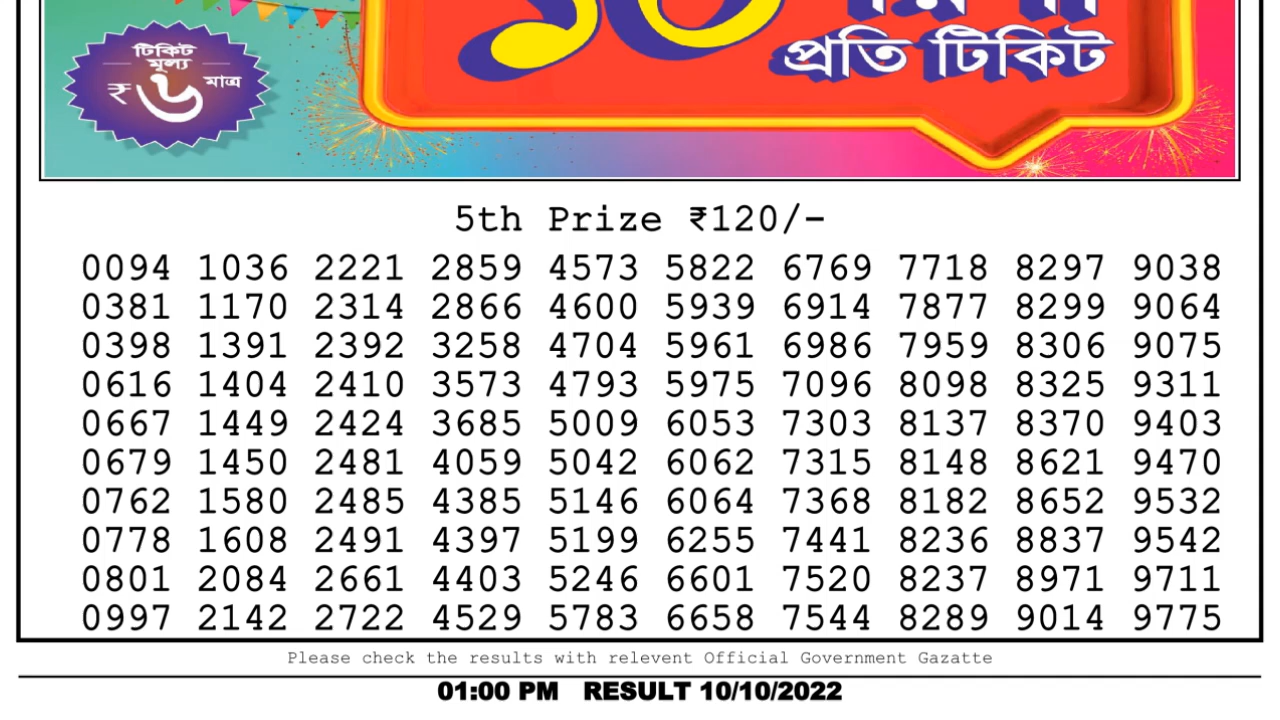 টিকিট
মূল্য
₹ ৬ মাত্র
প্রতি টিকিট
5th Prize ₹120/-
0094 1036 2221 2859 4573 5822 6769 7718 8297 9038
0381 1170 2314 2866 4600 5939 6914 7877 8299 9064
0398 1391 2392 3258 4704 5961 6986 7959 8306 9075
0616 1404 2410 3573 4793 5975 7096 8098 8325 9311
0667 1449 2424 3685 5009 6053 7303 8137 8370 9403
0679 1450 2481 4059 5042 6062 7315 8148 8621 9470
0762 1580 2485 4385 5146 6064 7368 8182 8652 9532
0778 1608 2491 4397 5199 6255 7441 8236 8837 9542
0801 2084 2661 4403 5246 6601 7520 8237 8971 9711
0997 2142 2722 4529 5783 6658 7544 8289 9014 9775
Please check the results with relevent Official Government Gazatte
01:00 PM RESULT 10/10/2022